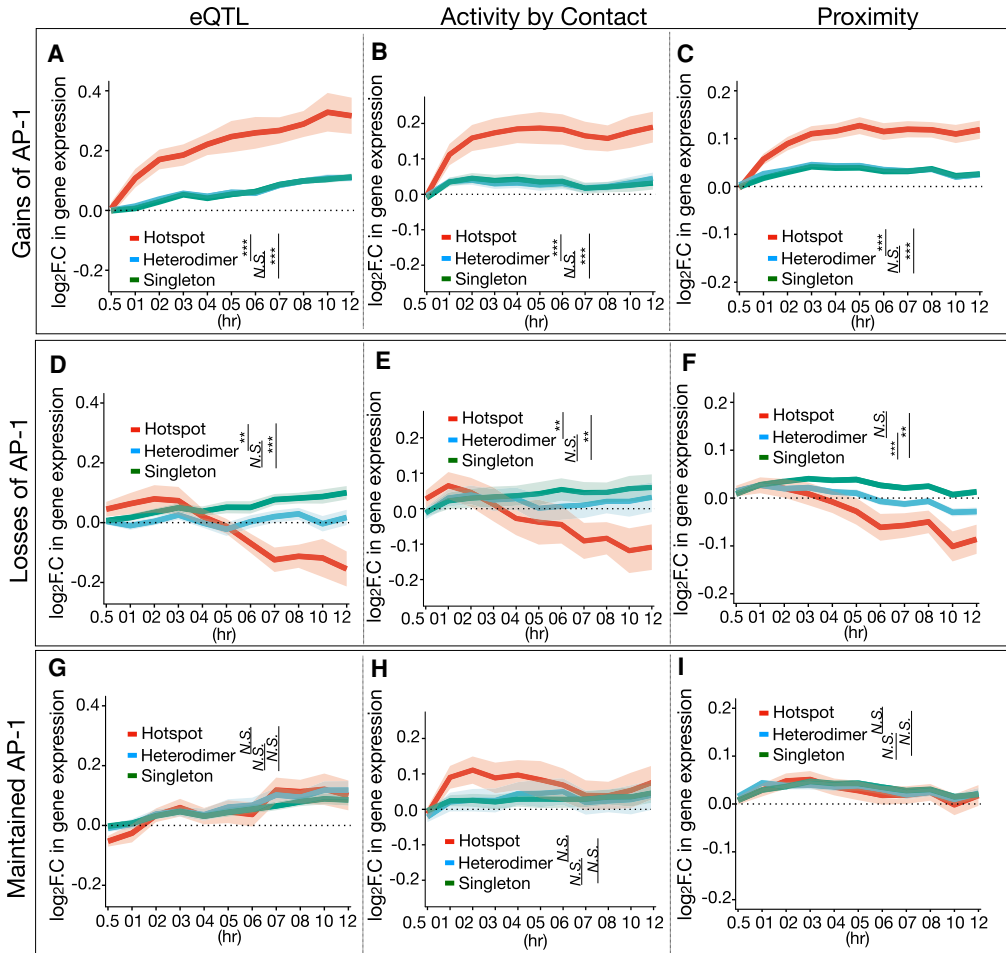 eQTL
Activity by Contact
Proximity
Gains of AP-1
A
log2F.C in gene expression
0.4
0.2
0.0
-0.2
Hotspot
Heterodimer
Singleton
***
N.S.
***
0.5 01 02 03 04 05 06 07 08 10 12
(hr)
B
log2F.C in gene expression
0.2
0.1
0.0
-0.1
-0.2
Hotspot
Heterodimer
Singleton
***
N.S.
***
0.5 01 02 03 04 05 06 07 08 10 12
(hr)
C
log2F.C in gene expression
0.2
0.1
0.0
-0.1
-0.2
Hotspot
Heterodimer
Singleton
***
N.S.
***
0.5 01 02 03 04 05 06 07 08 10 12
(hr)
Losses of AP-1
D
log2F.C in gene expression
0.4
0.2
0.0
-0.2
Hotspot
Heterodimer
Singleton
**
N.S.
***
0.5 01 02 03 04 05 06 07 08 10 12
(hr)
E
log2F.C in gene expression
0.2
0.1
0.0
-0.1
-0.2
Hotspot
Heterodimer
Singleton
**
N.S.
**
0.5 01 02 03 04 05 06 07 08 10 12
(hr)
F
log2F.C in gene expression
0.2
0.1
0.0
-0.1
-0.2
Hotspot
Heterodimer
Singleton
N.S.
***
**
0.5 01 02 03 04 05 06 07 08 10 12
(hr)
Maintained AP-1
G
log2F.C in gene expression
0.4
0.2
0.0
-0.2
Hotspot
Heterodimer
Singleton
N.S.
N.S.
N.S.
0.5 01 02 03 04 05 06 07 08 10 12
(hr)
H
log2F.C in gene expression
0.2
0.1
0.0
-0.1
-0.2
Hotspot
Heterodimer
Singleton
N.S.
N.S.
N.S.
0.5 01 02 03 04 05 06 07 08 10 12
(hr)
I
log2F.C in gene expression
0.2
0.1
0.0
-0.1
-0.2
Hotspot
Heterodimer
Singleton
N.S.
N.S.
N.S.
0.5 01 02 03 04 05 06 07 08 10 12
(hr)